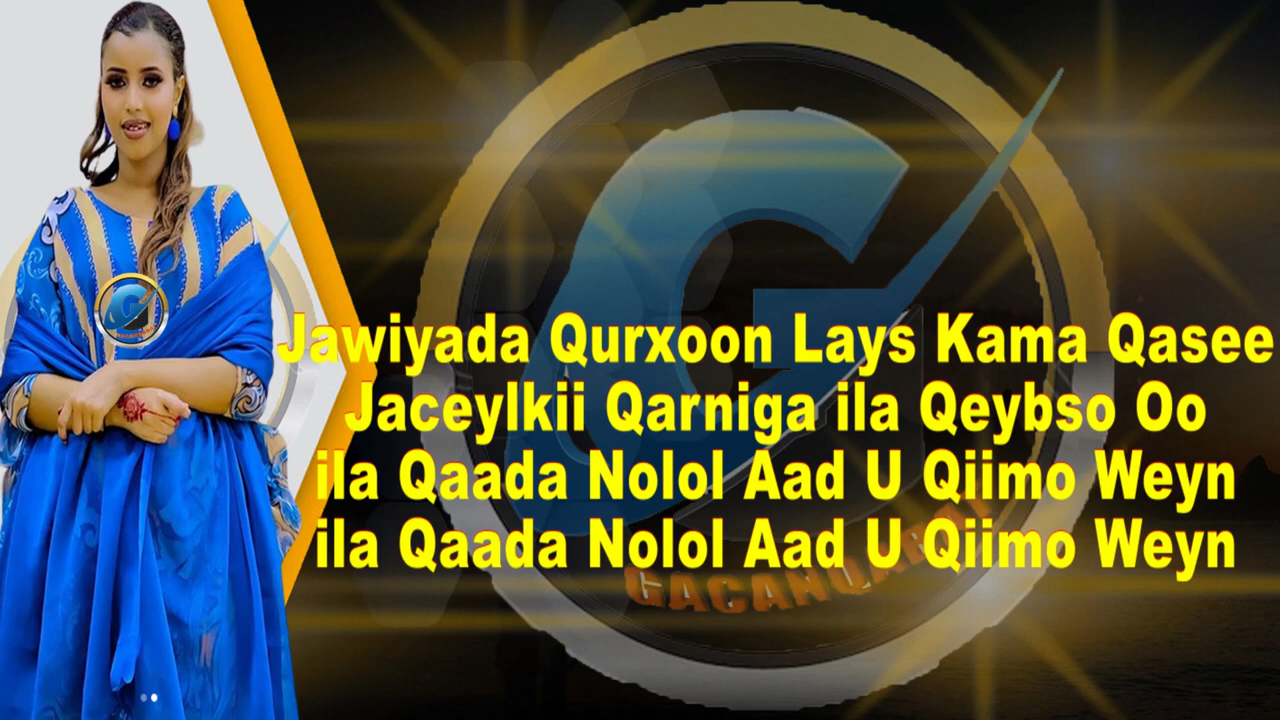 Jawiyada Qurxoon Lays Kama Qasee
Jaceylkii Qarniga ila Qeybso Oo
ila Qaada Nolol Aad U Qiimo Weyn
ila Qaada Nolol Aad U Qiimo Weyn